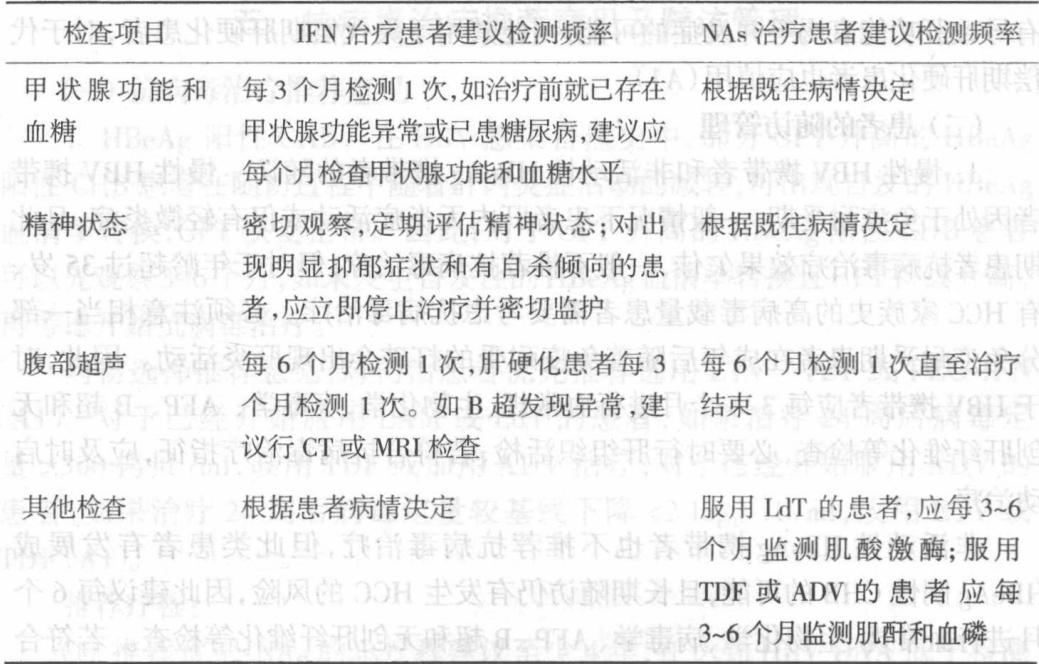 检查项目
IFN 治疗患者建议检测频率
NAs 治疗患者建议检测频率
甲状腺功能和
血糖
每 3 个月检测 1 次,如治疗前就已存在
甲状腺功能异常或已患糖尿病,建议应
每个月检查甲状腺功能和血糖水平
根据既往病情决定
精神状态
密切观察,定期评估精神状态;对出
现明显抑郁症状和有自杀倾问的患
者,应立即停止治疗并密切监护
根据既往病情决定
腹部超声
每 6 个月检测 1 次,肝硬化患者每 3
个月检测 1 次。如 B 超发现异常,建
议行 CT 或 MRI 检查
每 6 个月检测 1 次直至治疗
结束
其他检查
根据患者病情决定
服用 LdT 的患者,应每 3~6
个月监测肌酸激酶;服用
TDF 或 ADV 的患者应每
3~6 个月监测肌酐和血磷